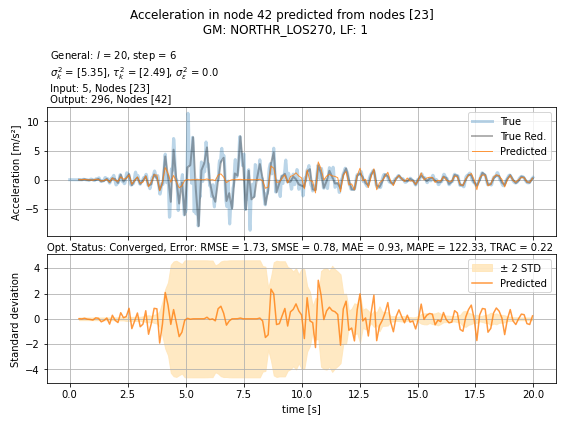 Acceleration in node 42 predicted from nodes [23]
GM: NORTHR_LOS270, LF: 1
General: l = 20, step = 6
σ²ₖ = [5.35], τ²ₖ = [2.49], σ²ε = 0.0
Input: 5, Nodes [23]
Output: 296, Nodes [42]
10
5
0
−5
Acceleration [m/s²]
True
True Red.
Predicted
Opt. Status: Converged, Error: RMSE = 1.73, SMSE = 0.78, MAE = 0.93, MAPE = 122.33, TRAC = 0.22
4
2
0
−2
−4
Standard deviation
± 2 STD
Predicted
0.0 2.5 5.0 7.5 10.0 12.5 15.0 17.5 20.0
time [s]